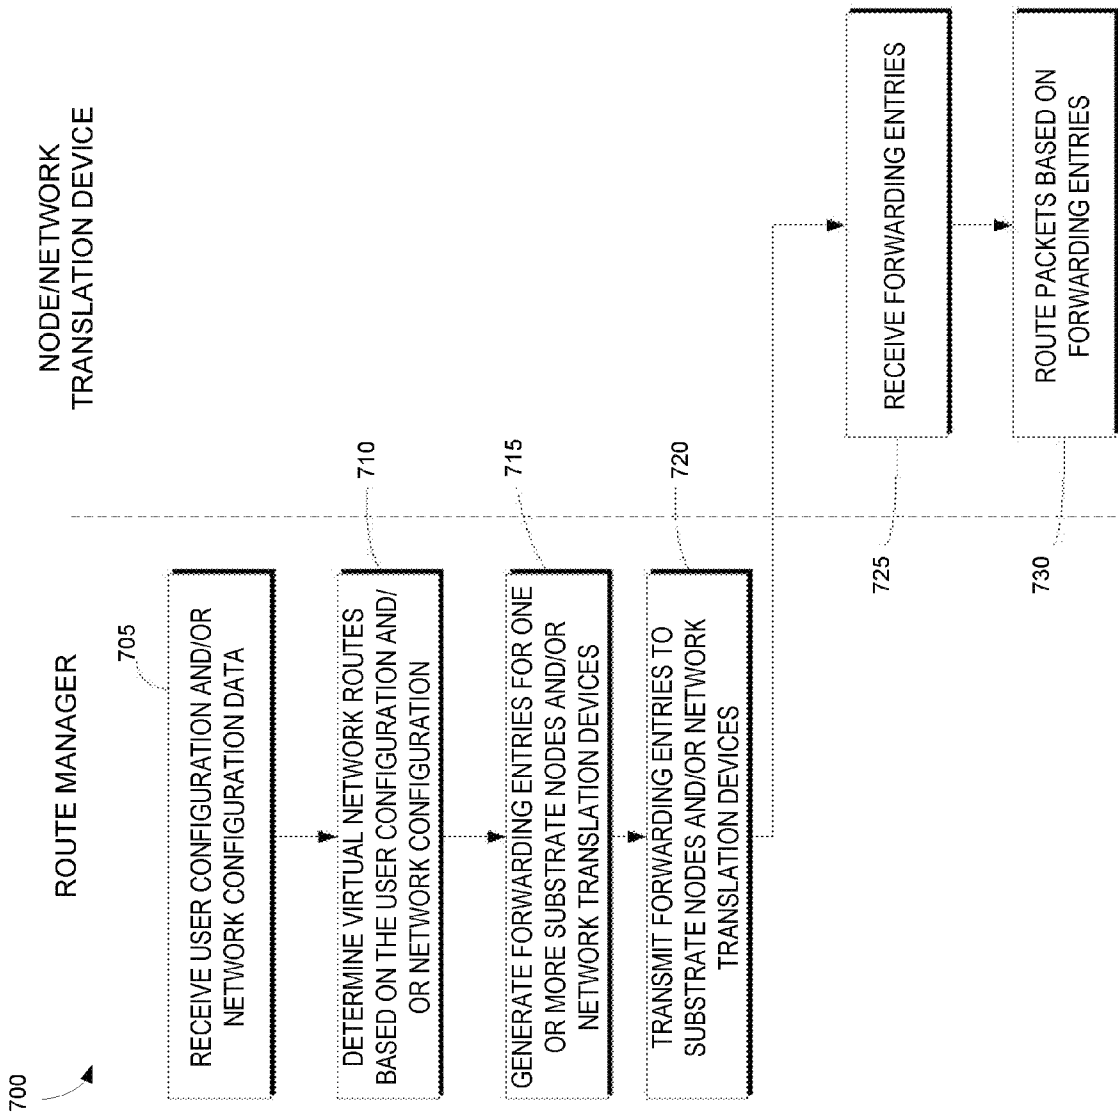 700
ROUTE MANAGER
NODE/NETWORK
TRANSLATION DEVICE
705
RECEIVE USER CONFIGURATION AND/OR
NETWORK CONFIGURATION DATA
710
DETERMINE VIRTUAL NETWORK ROUTES
BASED ON THE USER CONFIGURATION AND/
OR NETWORK CONFIGURATION
715
GENERATE FORWARDING ENTRIES FOR ONE
OR MORE SUBSTRATE NODES AND/OR
NETWORK TRANSLATION DEVICES
720
TRANSMIT FORWARDING ENTRIES TO
SUBSTRATE NODES AND/OR NETWORK
TRANSLATION DEVICES
725
RECEIVE FORWARDING ENTRIES
730
ROUTE PACKETS BASED ON
FORWARDING ENTRIES